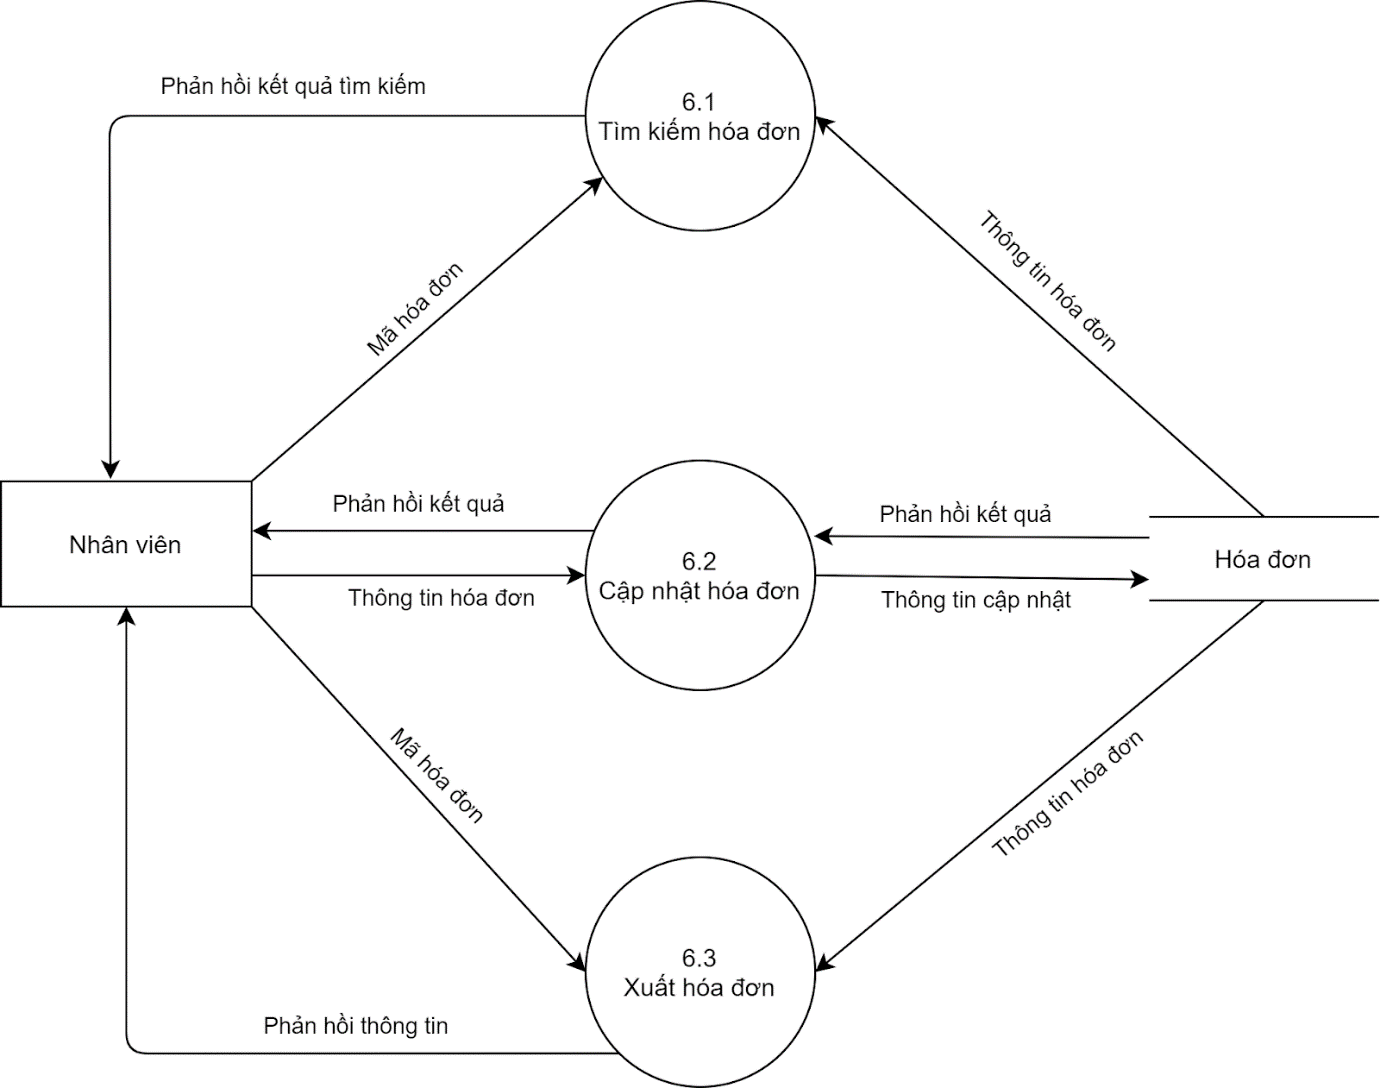 6.1
Tìm kiếm hóa đơn
Phản hồi kết quả tìm kiếm
Mã hóa đơn
Thông tin hóa đơn
Nhân viên
Phản hồi kết quả
Thông tin hóa đơn
6.2
Cập nhật hóa đơn
Phản hồi kết quả
Thông tin cập nhật
Hóa đơn
Mã hóa đơn
Thông tin hóa đơn
6.3
Xuất hóa đơn
Phản hồi thông tin